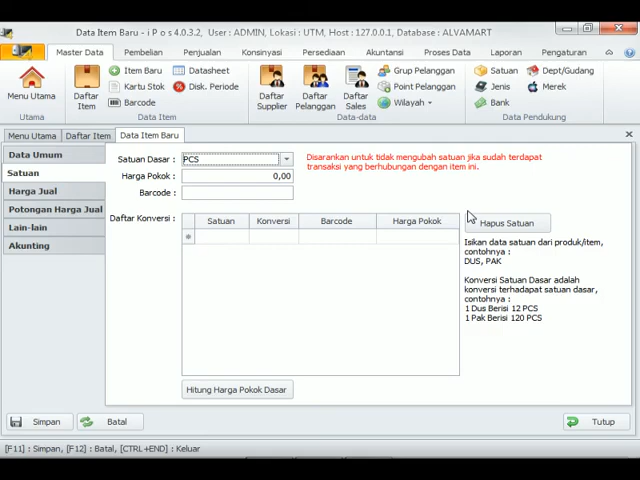 Data Item Baru - i P o s 4.0.3.2, User : ADMIN, Lokasi : UTM, Host : 127.0.0.1, Database : ALVAMART
Master Data Pembelian Penjualan Konsinyasi Persediaan Akuntansi Proses Data Laporan Pengaturan
Menu Utama
Utama
Daftar Item
Item Baru
Kartu Stok
Barcode
Datasheet
Disk. Periode
Data Item
Daftar Supplier
Daftar Pelanggan
Daftar Sales
Grup Pelanggan
Point Pelanggan
Wilayah
Data-data
Satuan
Jenis
Bank
Dept/Gudang
Merek
Data Pendukung
Menu Utama Daftar Item Data Item Baru
Data Umum
Satuan
Harga Jual
Potongan Harga Jual
Lain-lain
Akunting
Satuan Dasar : PCS
Harga Pokok : 0,00
Barcode :
Disarankan untuk tidak mengubah satuan jika sudah terdapat
transaksi yang berhubungan dengan item ini.
Daftar Konversi :
Satuan Konversi Barcode Harga Pokok
Hapus Satuan
Isikan data satuan dari produk/item,
contohnya :
DUS, PAK
Konversi Satuan Dasar adalah
konversi terhadap satuan dasar,
contohnya :
1 Dus Berisi 12 PCS
1 Pak Berisi 120 PCS
Hitung Harga Pokok Dasar
Simpan Batal Tutup
[F11] : Simpan, [F12] : Batal, [CTRL+END] : Keluar